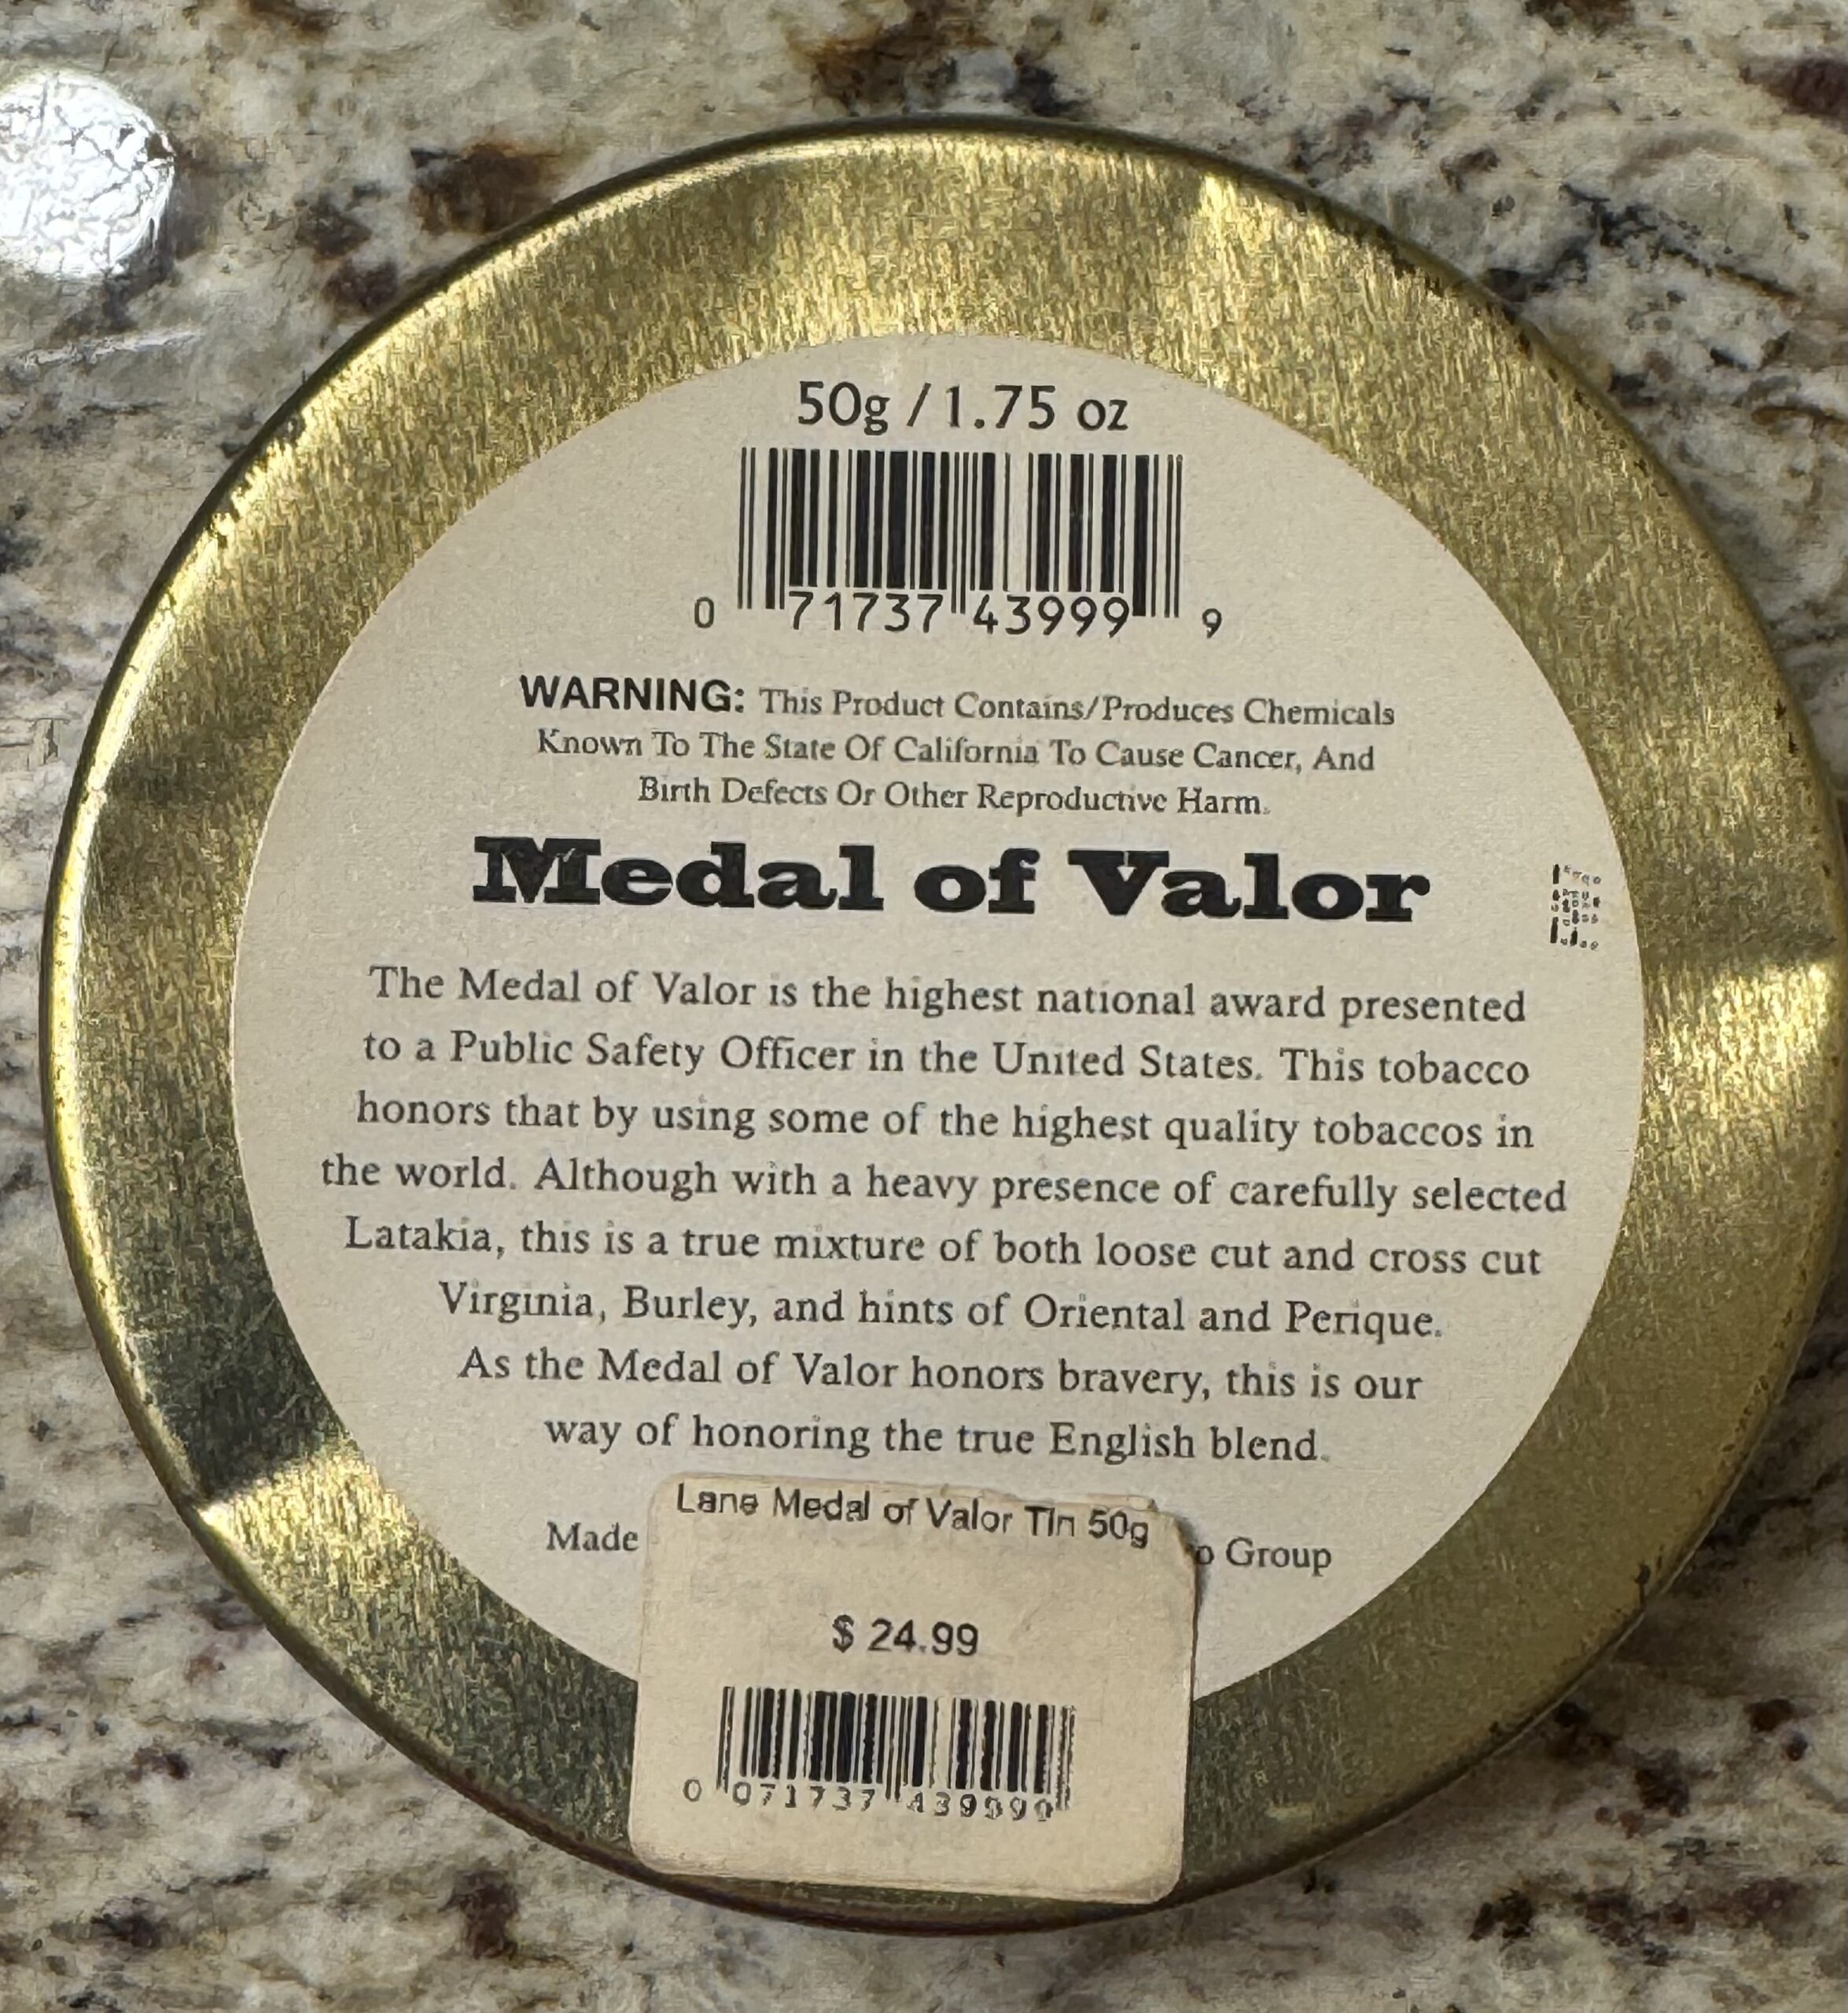 50g / 1.75 oz
0 71737 43999 9
WARNING: This Product Contains/Produces Chemicals
Known To The State Of California To Cause Cancer, And
Birth Defects Or Other Reproductive Harm.
Medal of Valor
The Medal of Valor is the highest national award presented
to a Public Safety Officer in the United States. This tobacco
honors that by using some of the highest quality tobaccos in
the world. Although with a heavy presence of carefully selected
Latakia, this is a true mixture of both loose cut and cross cut
Virginia, Burley, and hints of Oriental and Perique.
As the Medal of Valor honors bravery, this is our
way of honoring the true English blend.
Made
Group
Lane Medal of Valor Tin 50g
$ 24.99
0 071737 439999